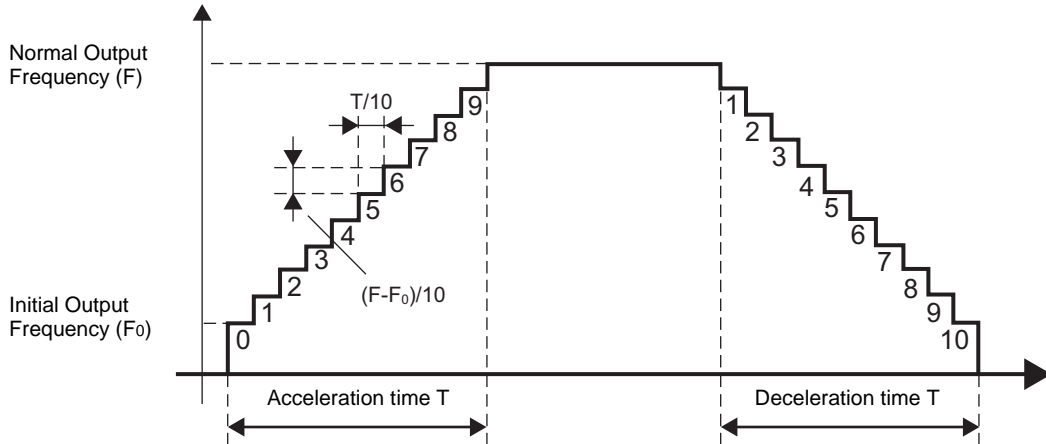 Normal Output
Frequency (F)
T/10
9
8
7
6
5
4
3
2
1
0
(F-F0)/10
Initial Output
Frequency (F0)
1
2
3
4
5
6
7
8
9
10
Acceleration time T
Deceleration time T